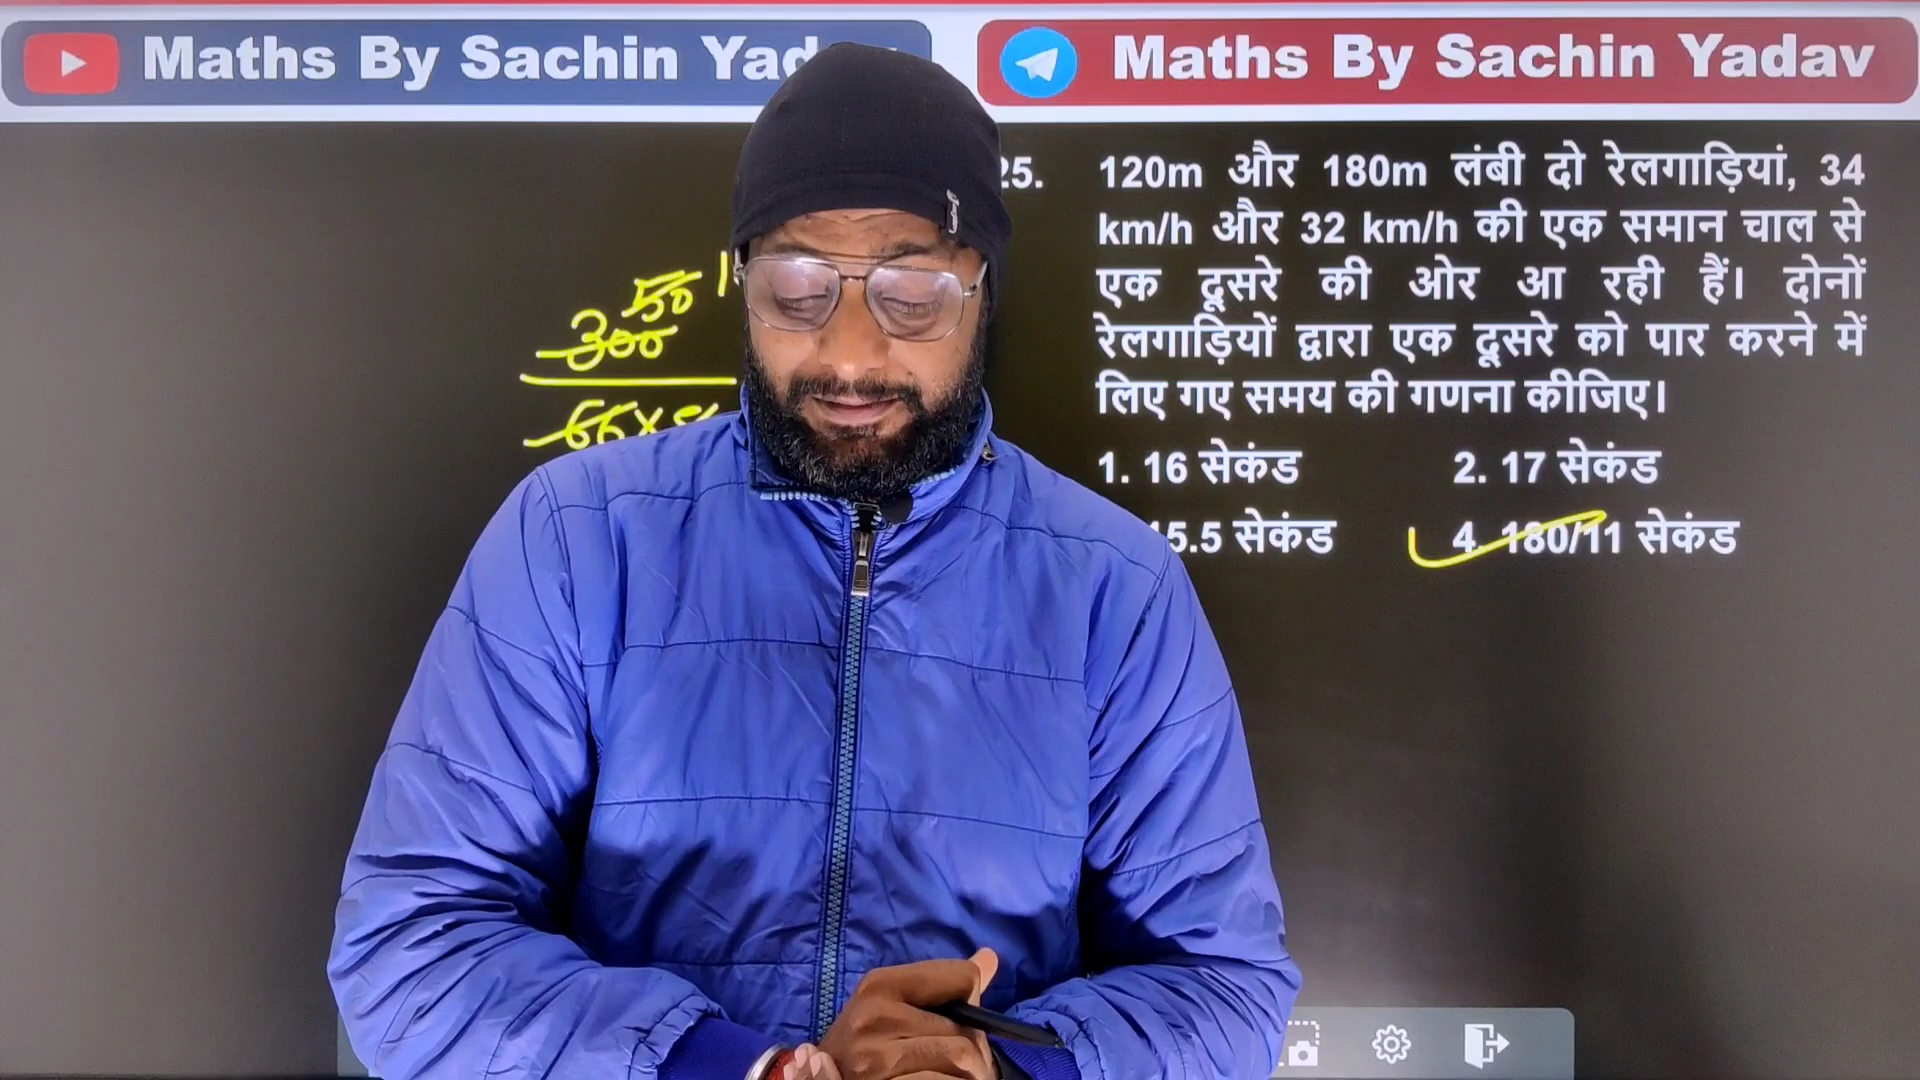 Maths By Sachin Yad
Maths By Sachin Yadav
25. 120m और 180m लंबी दो रेलगाड़ियां, 34
km/h और 32 km/h की एक समान चाल से
एक दूसरे की ओर आ रही हैं। दोनों
रेलगाड़ियों द्वारा एक दूसरे को पार करने में
लिए गए समय की गणना कीजिए।
1. 16 सेकंड 2. 17 सेकंड
5.5 सेकंड 4. 180/11 सेकंड
50
300
66×